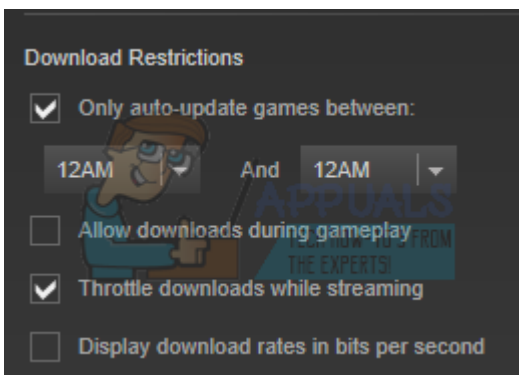 Download Restrictions
Only auto-update games between:
12AM And 12AM
APPUALS
Allow downloads during gameplay
TECH HOW-TO'S FROM
THE EXPERTS!
Throttle downloads while streaming
Display download rates in bits per second